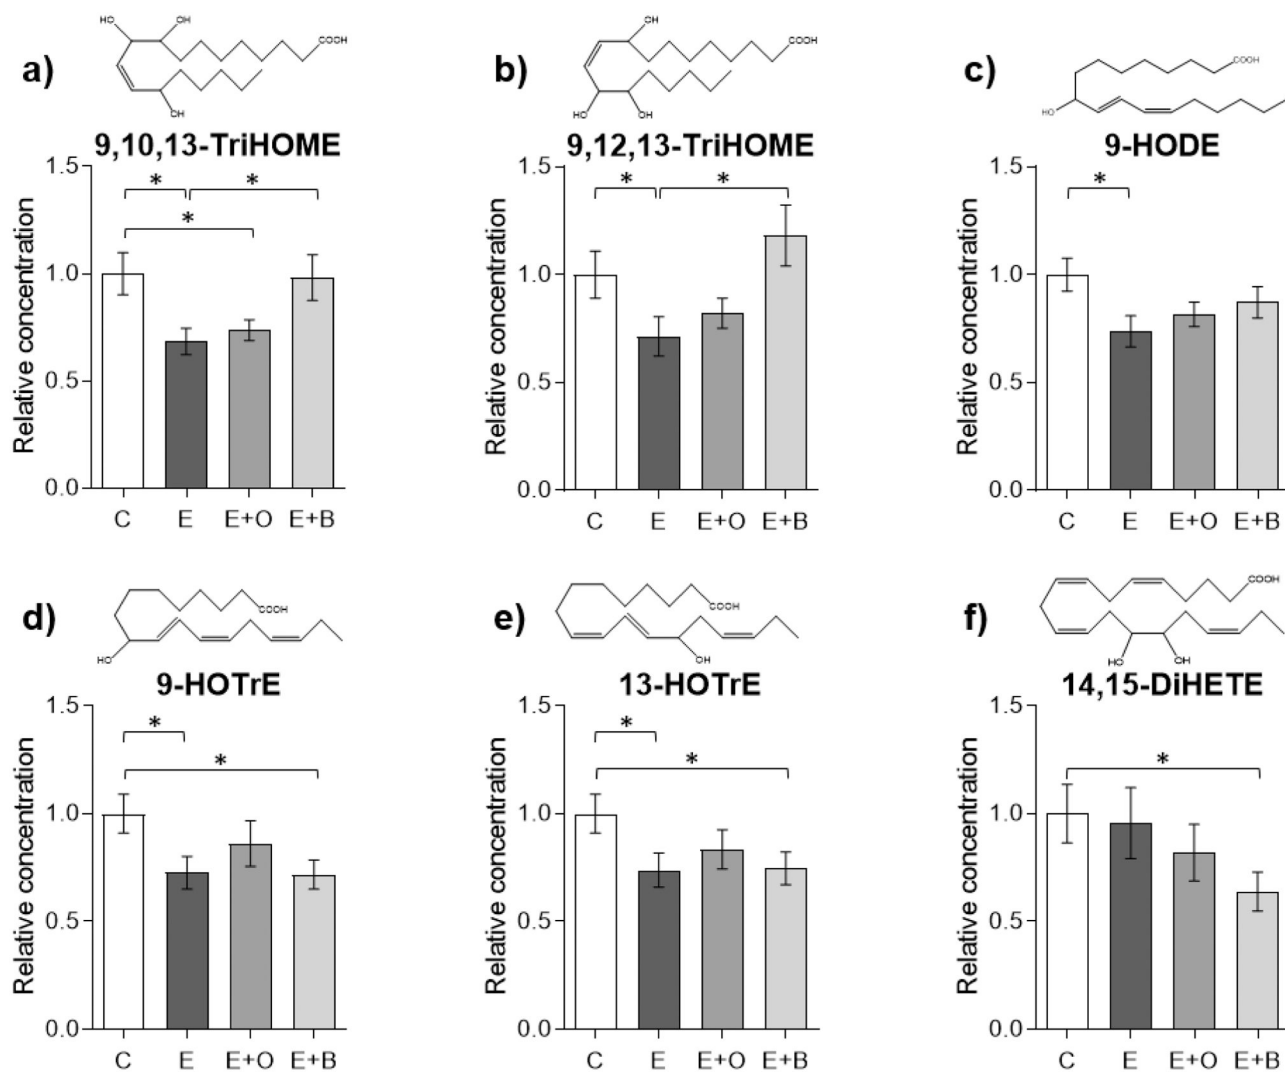 HO OH
COOH
OH
a)
9,10,13-TriHOME
Relative concentration
1.5
1.0
0.5
0.0
* *
*
C E E+O E+B
OH
COOH
HO OH
b)
9,12,13-TriHOME
Relative concentration
1.5
1.0
0.5
0.0
* *
C E E+O E+B
COOH
HO
c)
9-HODE
Relative concentration
1.5
1.0
0.5
0.0
*
C E E+O E+B
COOH
HO
d)
9-HOTrE
Relative concentration
1.5
1.0
0.5
0.0
*
*
C E E+O E+B
COOH
OH
e)
13-HOTrE
Relative concentration
1.5
1.0
0.5
0.0
*
*
C E E+O E+B
COOH
HO OH
f)
14,15-DiHETE
Relative concentration
1.5
1.0
0.5
0.0
*
C E E+O E+B